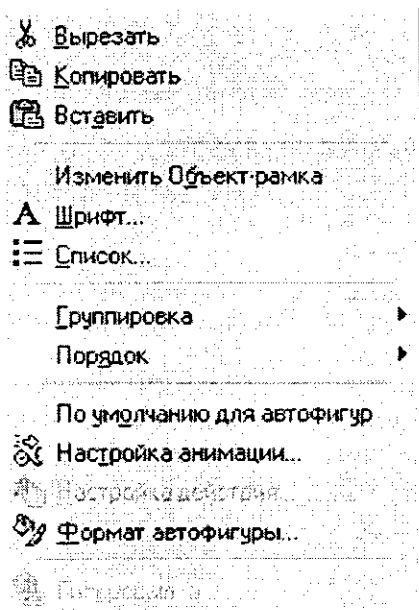 Вырезать
Копировать
Вставить
Изменить Объект-рамка
Шрифт...
Список...
Группировка
Порядок
По умолчанию для автофигур
Настройка анимации...
Настройка действия...
Формат автофигуры...